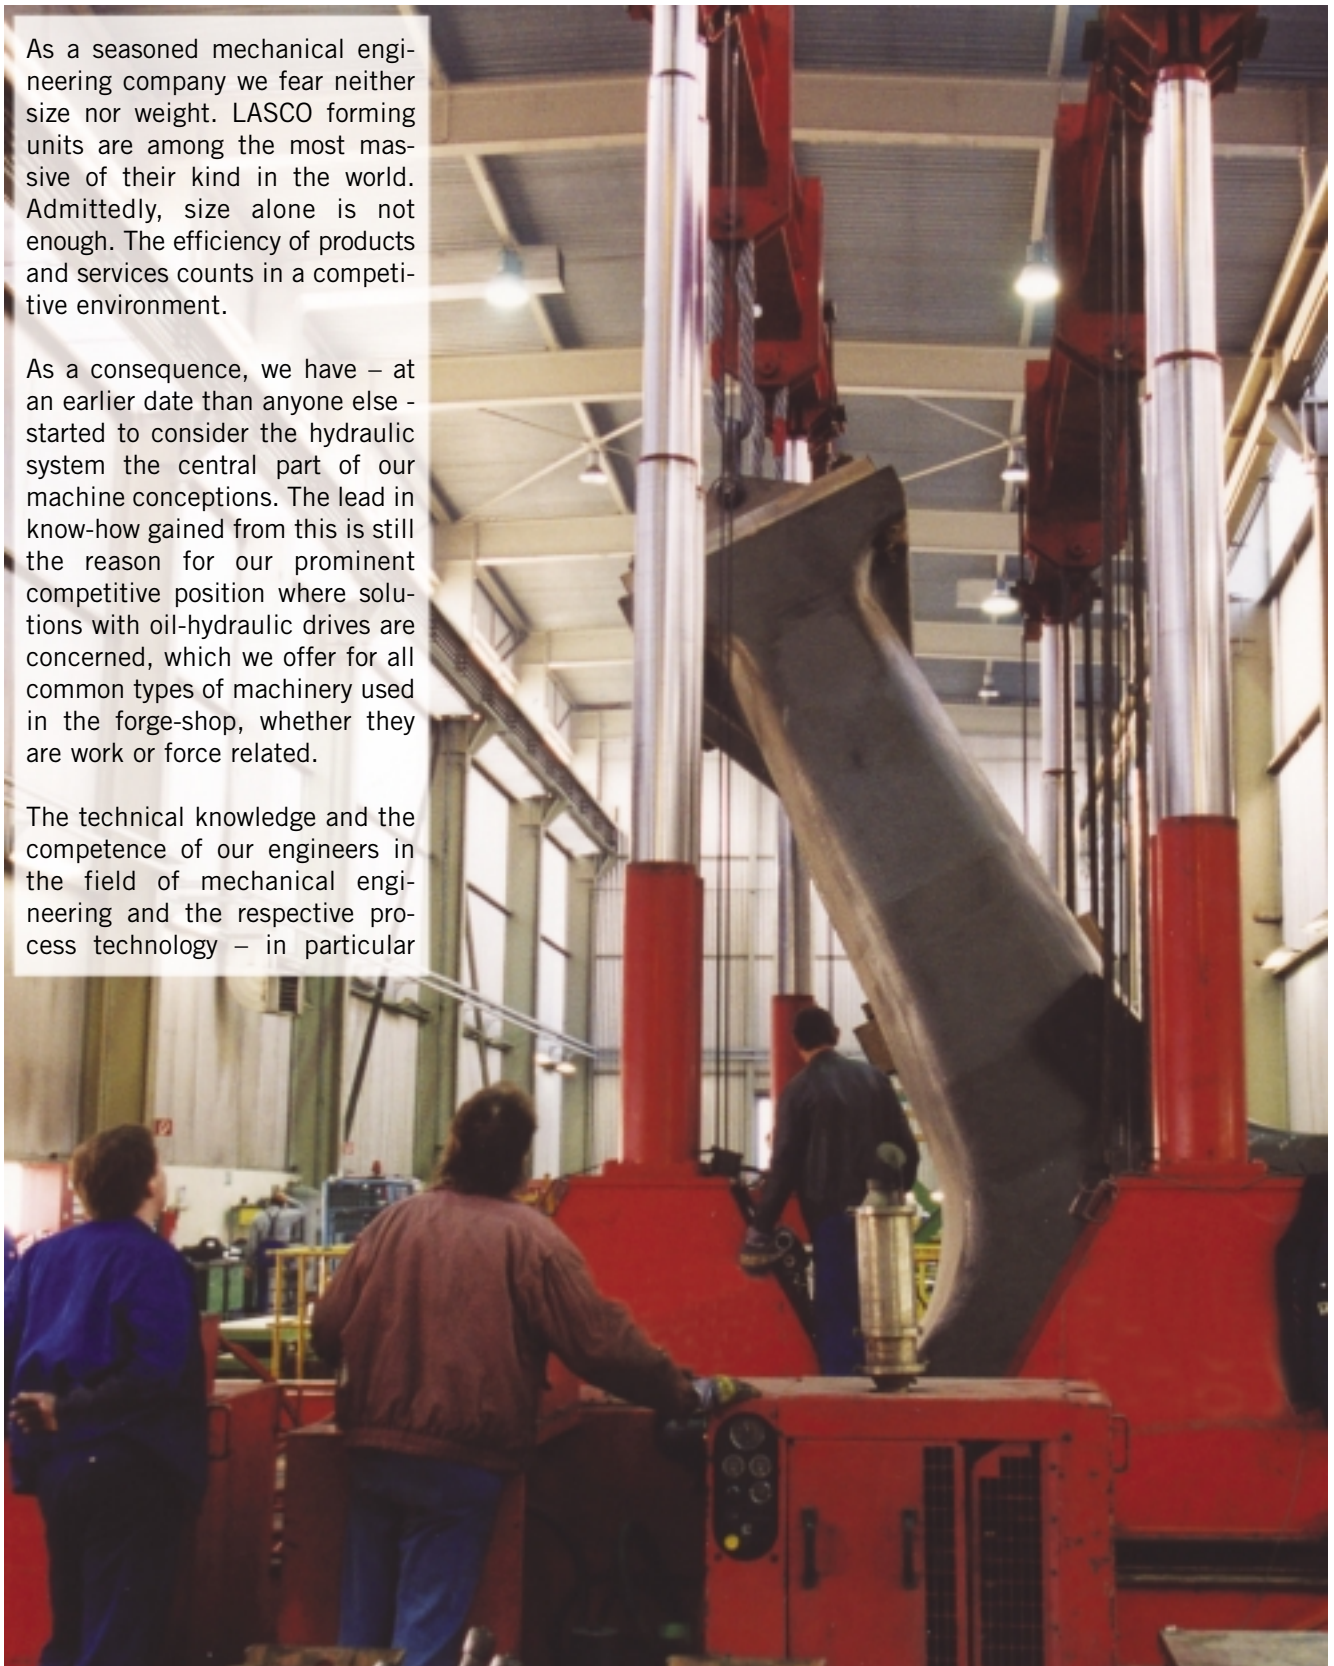 As a seasoned mechanical engi-
neering company we fear neither
size nor weight. LASCO forming
units are among the most mas-
sive of their kind in the world.
Admittedly, size alone is not
enough. The efficiency of products
and services counts in a competi-
tive environment.
As a consequence, we have – at
an earlier date than anyone else -
started to consider the hydraulic
system the central part of our
machine conceptions. The lead in
know-how gained from this is still
the reason for our prominent
competitive position where solu-
tions with oil-hydraulic drives are
concerned, which we offer for all
common types of machinery used
in the forge-shop, whether they
are work or force related.
The technical knowledge and the
competence of our engineers in
the field of mechanical engi-
neering and the respective pro-
cess technology – in particular